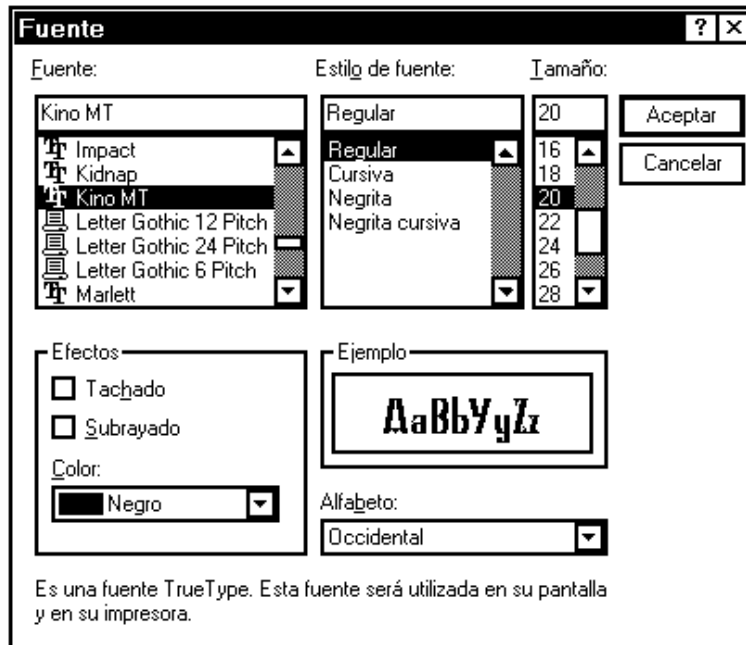 Fuente
Fuente:
Estilo de fuente:
Tamaño:
Kino MT
Regular
20
Aceptar
Cancelar
Impact
Kidnap
Kino MT
Letter Gothic 12 Pitch
Letter Gothic 24 Pitch
Letter Gothic 6 Pitch
Marlett
Regular
Cursiva
Negrita
Negrita cursiva
16
18
20
22
24
26
28
Efectos
Tachado
Subrayado
Color:
Negro
Ejemplo
AaBbYyZz
Alfabeto:
Occidental
Es una fuente TrueType. Esta fuente será utilizada en su pantalla
y en su impresora.